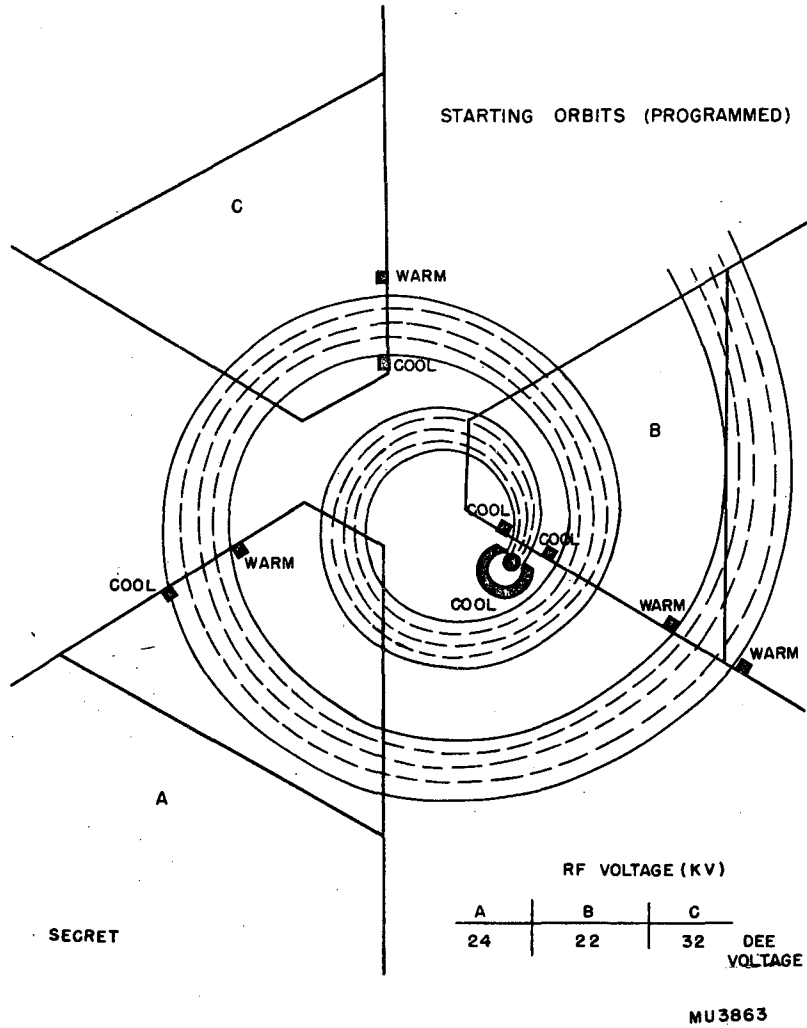 STARTING ORBITS (PROGRAMMED)
C
WARM
COOL
B
COOL
COOL
WARM
COOL
COOL
WARM
WARM
A
RF VOLTAGE (KV)
A B C
24 22 32 DEE
VOLTAGE
SECRET
MU3863